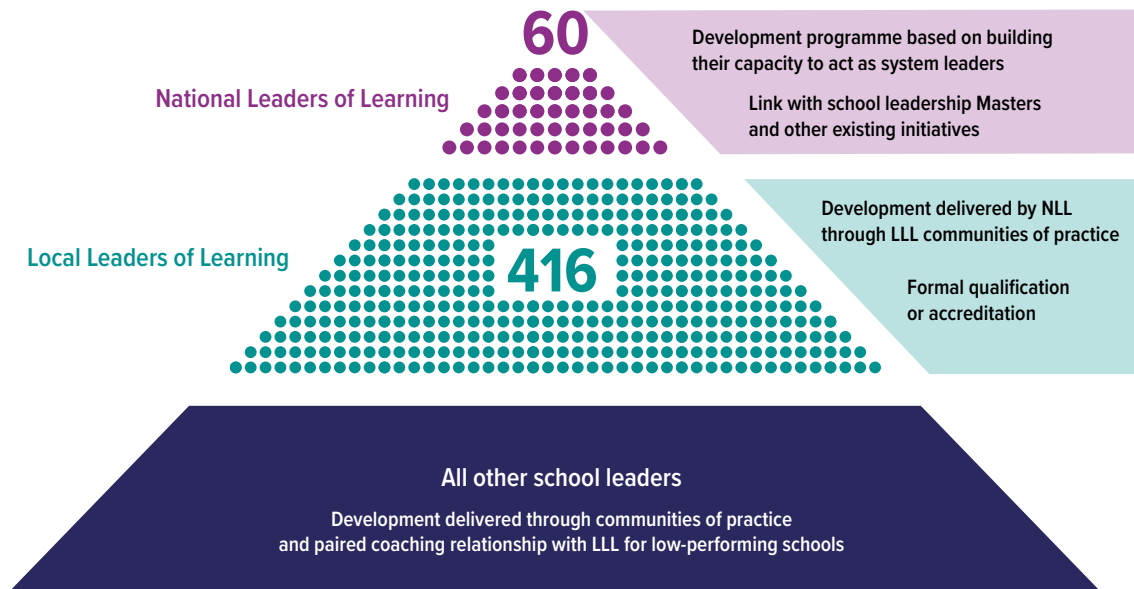 60
National Leaders of Learning
Development programme based on building
their capacity to act as system leaders
Link with school leadership Masters
and other existing initiatives
Local Leaders of Learning
416
Development delivered by NLL
through LLL communities of practice
Formal qualification
or accreditation
All other school leaders
Development delivered through communities of practice
and paired coaching relationship with LLL for low-performing schools